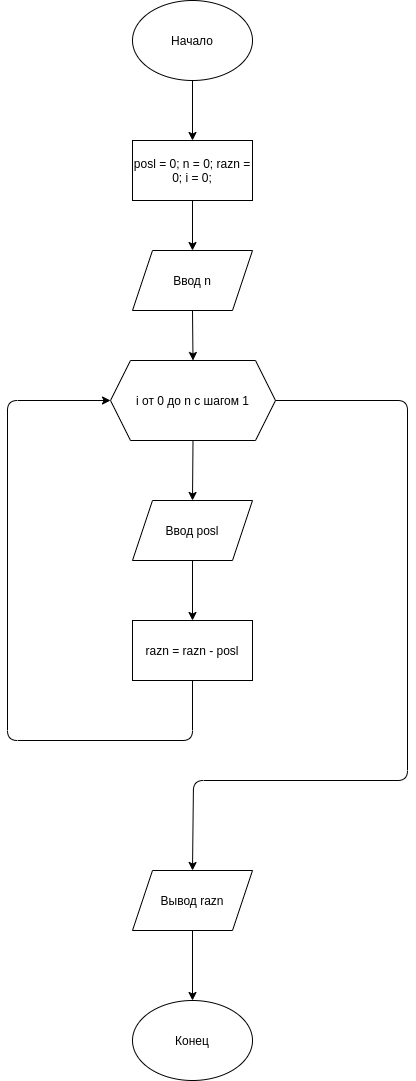 Начало
posl = 0; n = 0; razn =
0; i = 0;
Ввод n
i от 0 до n с шагом 1
Ввод posl
razn = razn - posl
Вывод razn
Конец